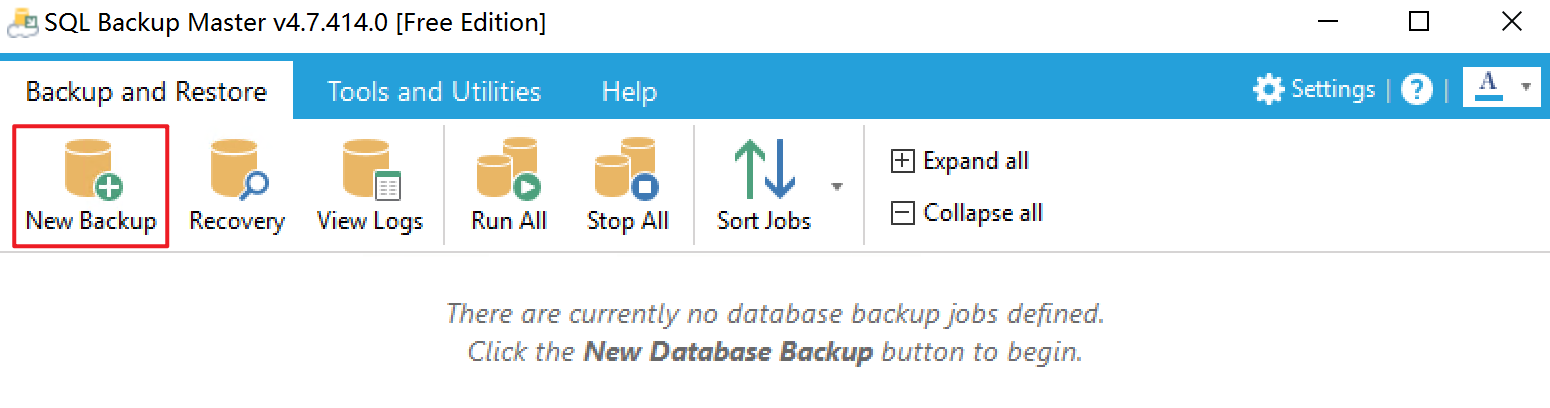 SQL Backup Master v4.7.414.0 [Free Edition]
Backup and Restore Tools and Utilities Help Settings | ? | A
New Backup Recovery View Logs Run All Stop All Sort Jobs
Expand all
Collapse all
There are currently no database backup jobs defined.
Click the New Database Backup button to begin.